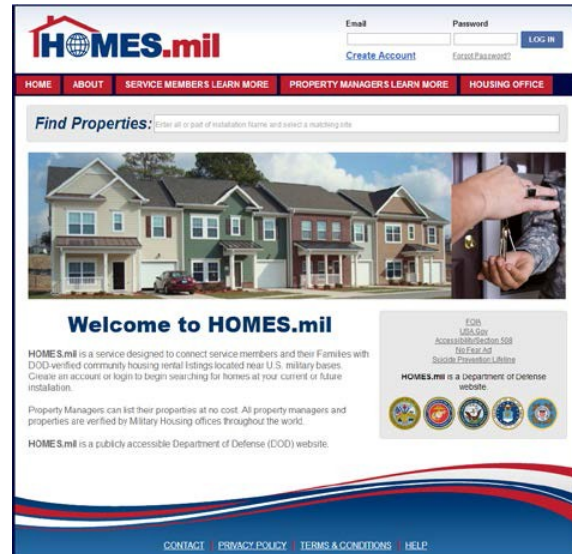 HOMES.mil
Email
Password
LOG IN
Create Account
Forgot Password?
HOME
ABOUT
SERVICE MEMBERS LEARN MORE
PROPERTY MANAGERS LEARN MORE
HOUSING OFFICE
Find Properties:
Enter all or part of installation Name and select a matching site
Welcome to HOMES.mil
HOMES.mil is a service designed to connect service members and their Families with
DOD-verified community housing rental listings located near U.S. military bases.
Create an account or login to begin searching for homes at your current or future
installation.
Property Managers can list their properties at no cost. All property managers and
properties are verified by Military Housing offices throughout the world.
HOMES.mil is a publicly accessible Department of Defense (DOD) website.
FOIA
USA.Gov
Accessibility/Section 508
No Fear Act
Suicide Prevention Lifeline
HOMES.mil is a Department of Defense
website.
CONTACT | PRIVACY POLICY | TERMS & CONDITIONS | HELP